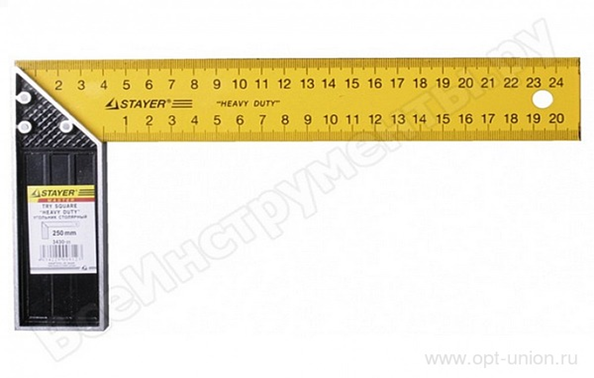 2 3 4 5 6 7 8 9 10 11 12 13 14 15 16 17 18 19 20 21 22 23 24
STAYER "HEAVY DUTY"
1 2 3 4 5 6 7 8 9 10 11 12 13 14 15 16 17 18 19 20
STAYER
MASTER
TRY SQUARE
"HEAVY DUTY"
УГОЛЬНИК СТОЛЯРНЫЙ
250 mm
ВсеИнструменты.ру
www.opt-union.ru